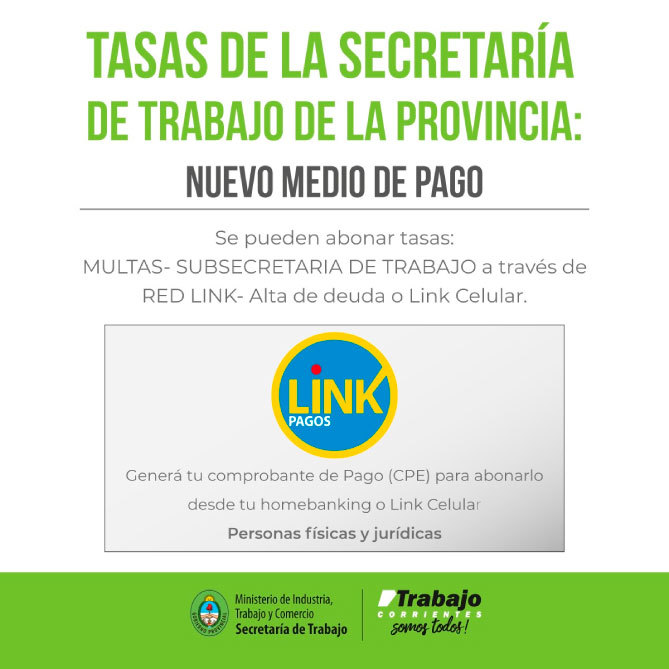 TASAS DE LA SECRETARÍA
DE TRABAJO DE LA PROVINCIA:
NUEVO MEDIO DE PAGO
Se pueden abonar tasas:
MULTAS- SUBSECRETARIA DE TRABAJO a través de
RED LINK- Alta de deuda o Link Celular.
LiNK
PAGOS
Generá tu comprobante de Pago (CPE) para abonarlo
desde tu homebanking o Link Celular
Personas físicas y jurídicas
Ministerio de Industria,
Trabajo y Comercio
Secretaría de Trabajo
Trabajo
CORRIENTES
somos todos!